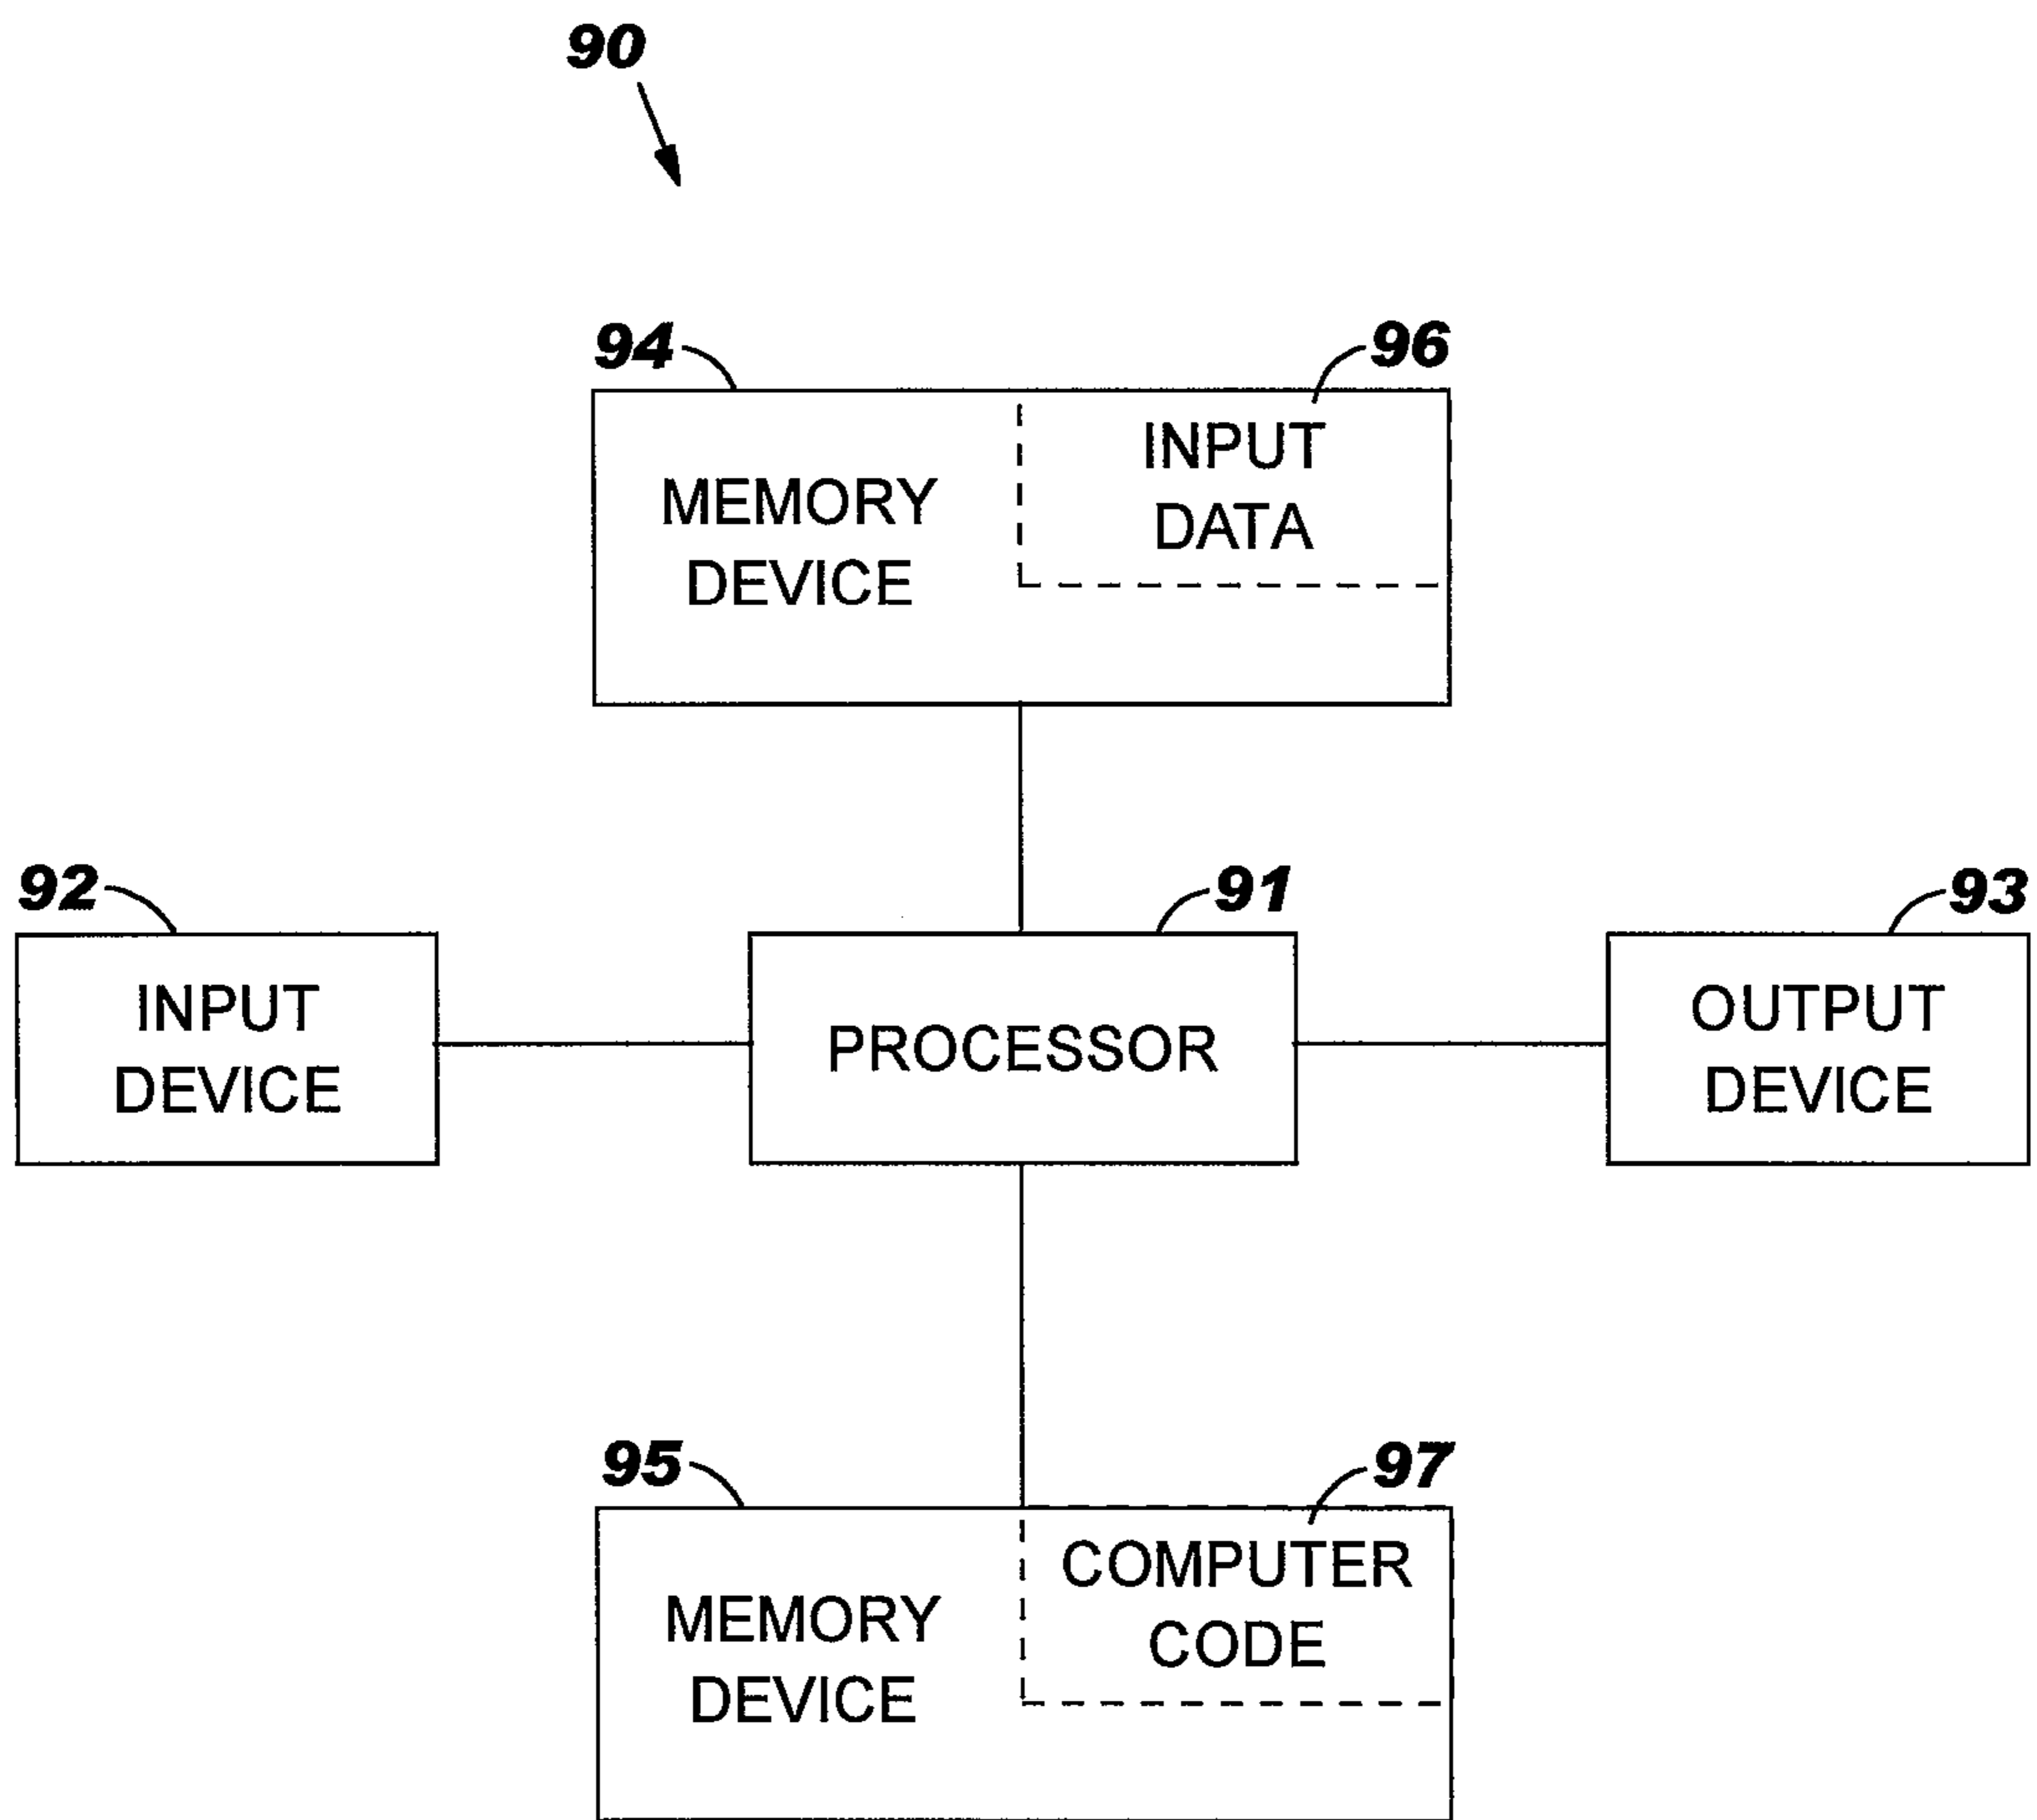 90
94
96
MEMORY
DEVICE
INPUT
DATA
92
91
93
INPUT
DEVICE
PROCESSOR
OUTPUT
DEVICE
95
97
MEMORY
DEVICE
COMPUTER
CODE